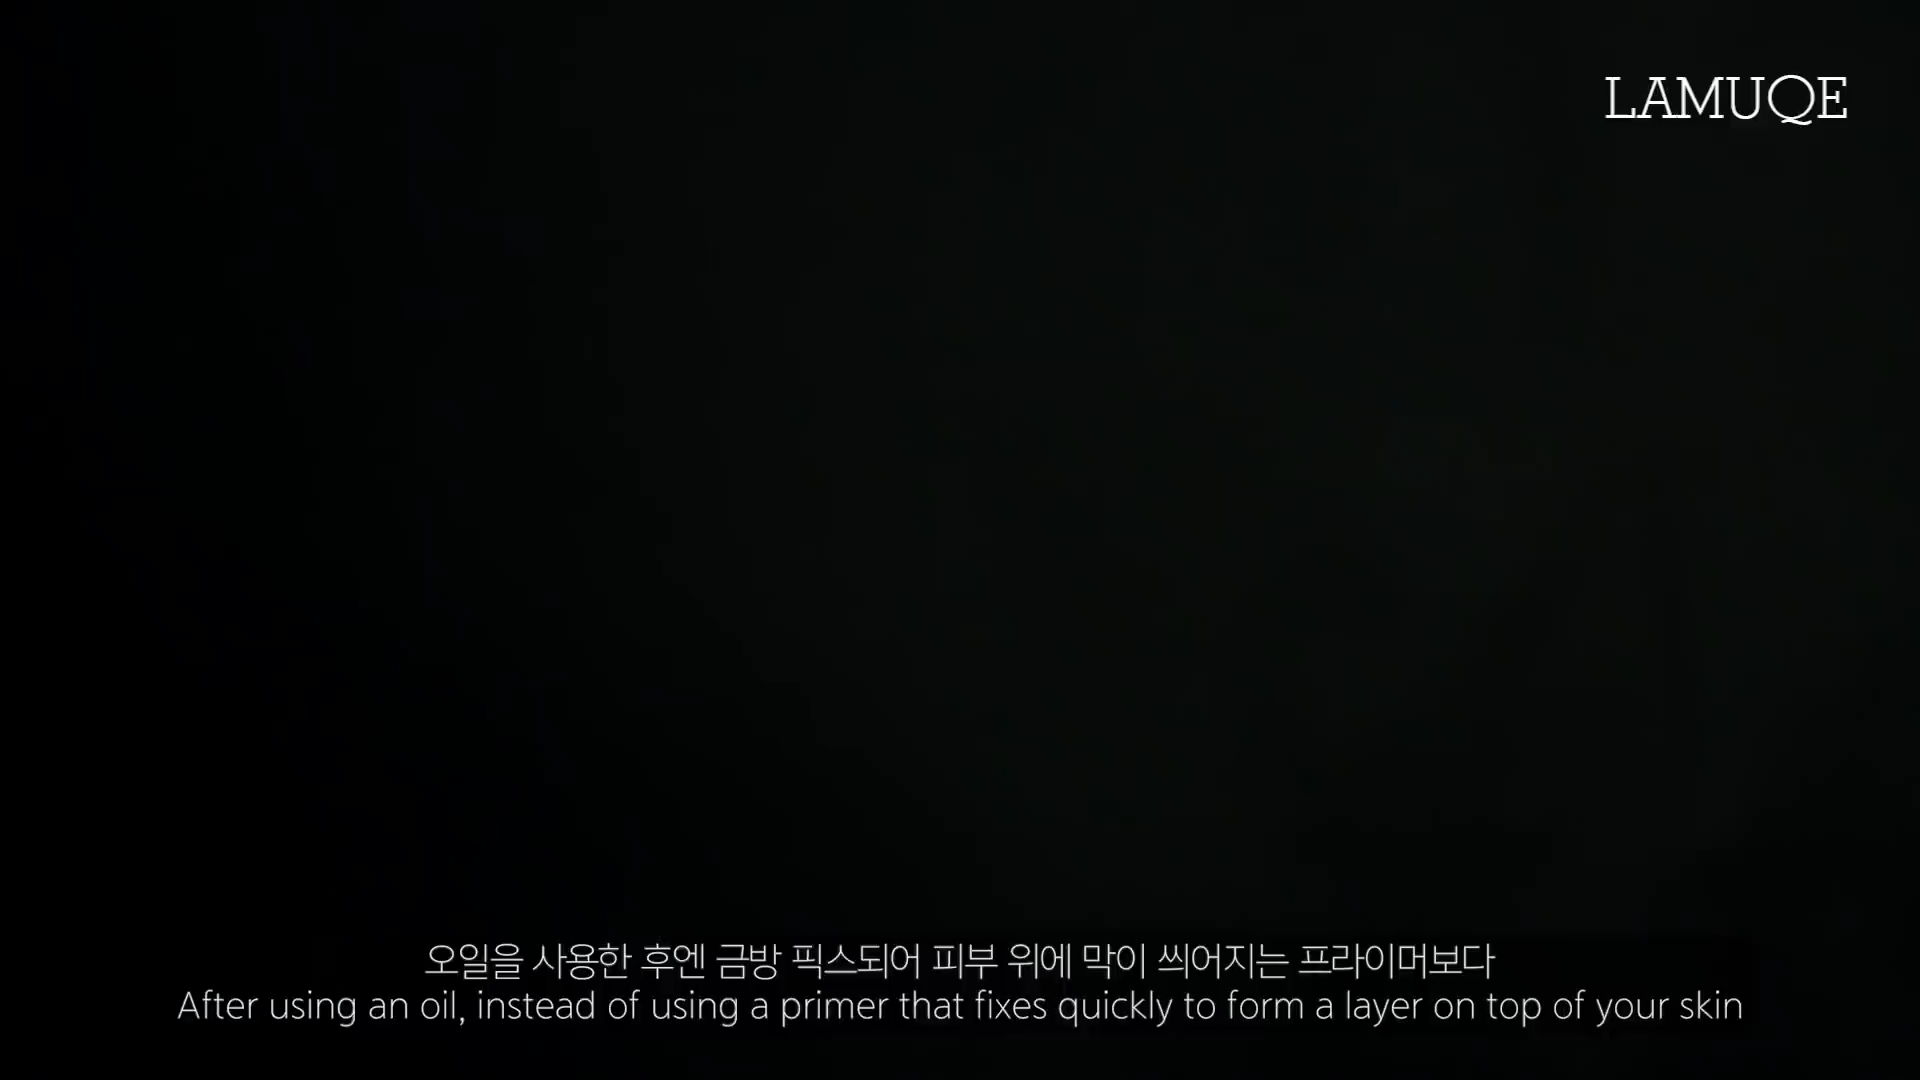 LAMUQE
오일을 사용한 후엔 금방 픽스되어 피부 위에 막이 씌어지는 프라이머보다
After using an oil, instead of using a primer that fixes quickly to form a layer on top of your skin